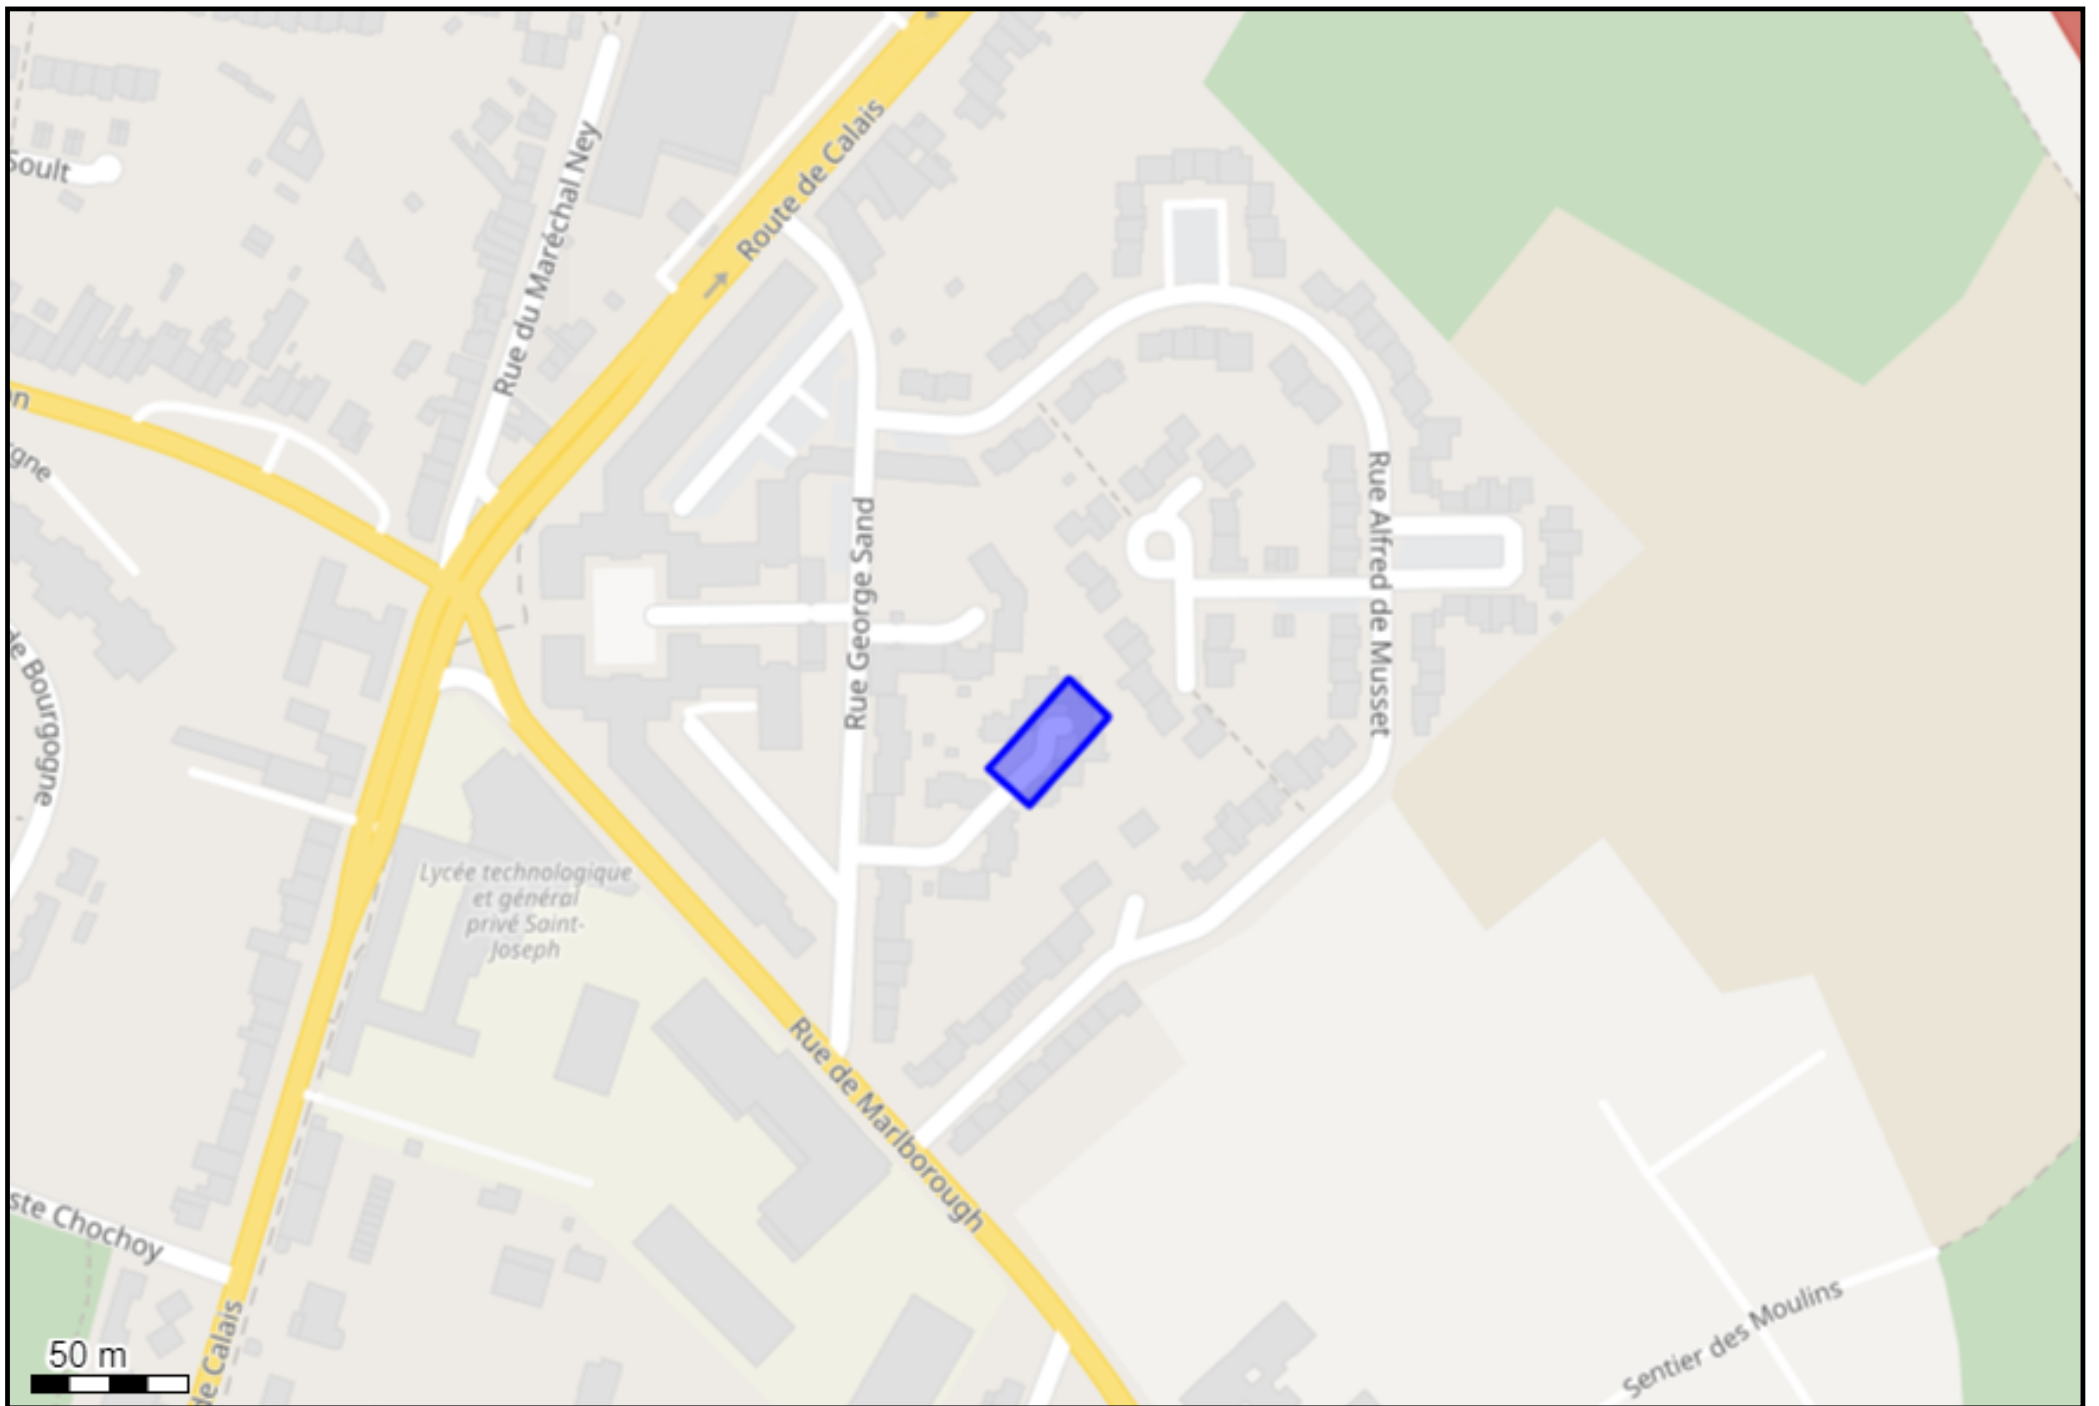 Soult
Rue du Maréchal Ney
Route de Calais
gne
de Bourgogne
Rue George Sand
Rue Alfred de Musset
Lycée technologique
et général
privé Saint-
Joseph
Rue de Marlborough
ste Chochoy
de Calais
Sentier des Moulins
50 m